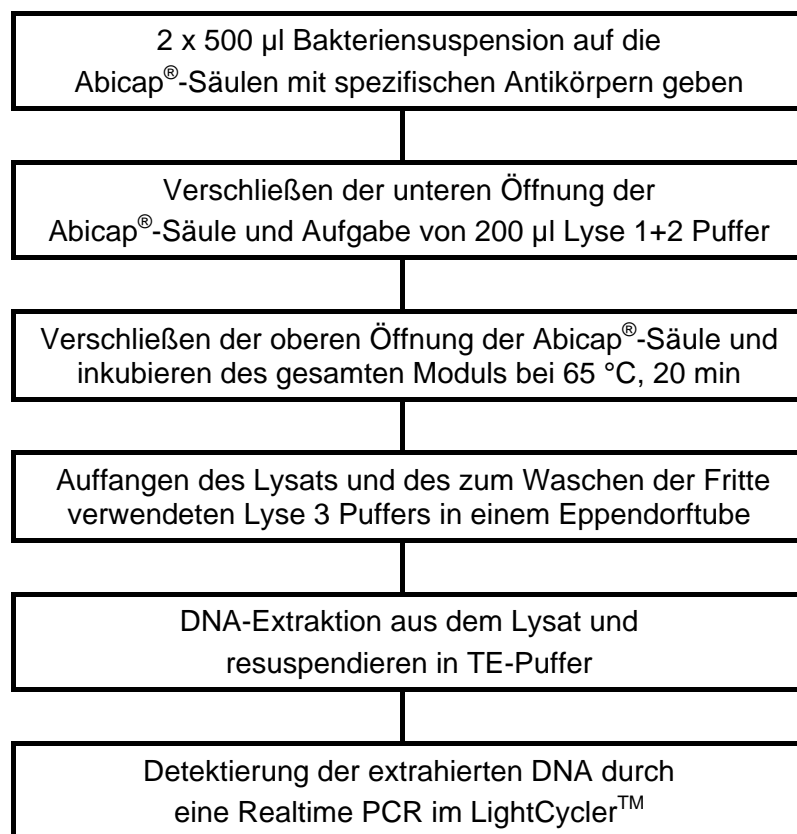 2 x 500 µl Bakteriensuspension auf die
Abicap®-Säulen mit spezifischen Antikörpern geben
Verschließen der unteren Öffnung der
Abicap®-Säule und Aufgabe von 200 µl Lyse 1+2 Puffer
Verschließen der oberen Öffnung der Abicap®-Säule und
inkubieren des gesamten Moduls bei 65 °C, 20 min
Auffangen des Lysats und des zum Waschen der Fritte
verwendeten Lyse 3 Puffers in einem Eppendorftube
DNA-Extraktion aus dem Lysat und
resuspendieren in TE-Puffer
Detektierung der extrahierten DNA durch
eine Realtime PCR im LightCycler™